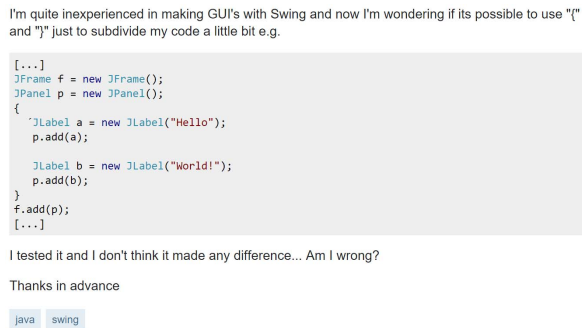 I'm quite inexperienced in making GUI's with Swing and now I'm wondering if its possible to use "{"
and "}" just to subdivide my code a little bit e.g.
[...]
JFrame f = new JFrame();
JPanel p = new JPanel();
{
´JLabel a = new JLabel("Hello");
p.add(a);
JLabel b = new JLabel("World!");
p.add(b);
}
f.add(p);
[...]
I tested it and I don't think it made any difference... Am I wrong?
Thanks in advance
java swing